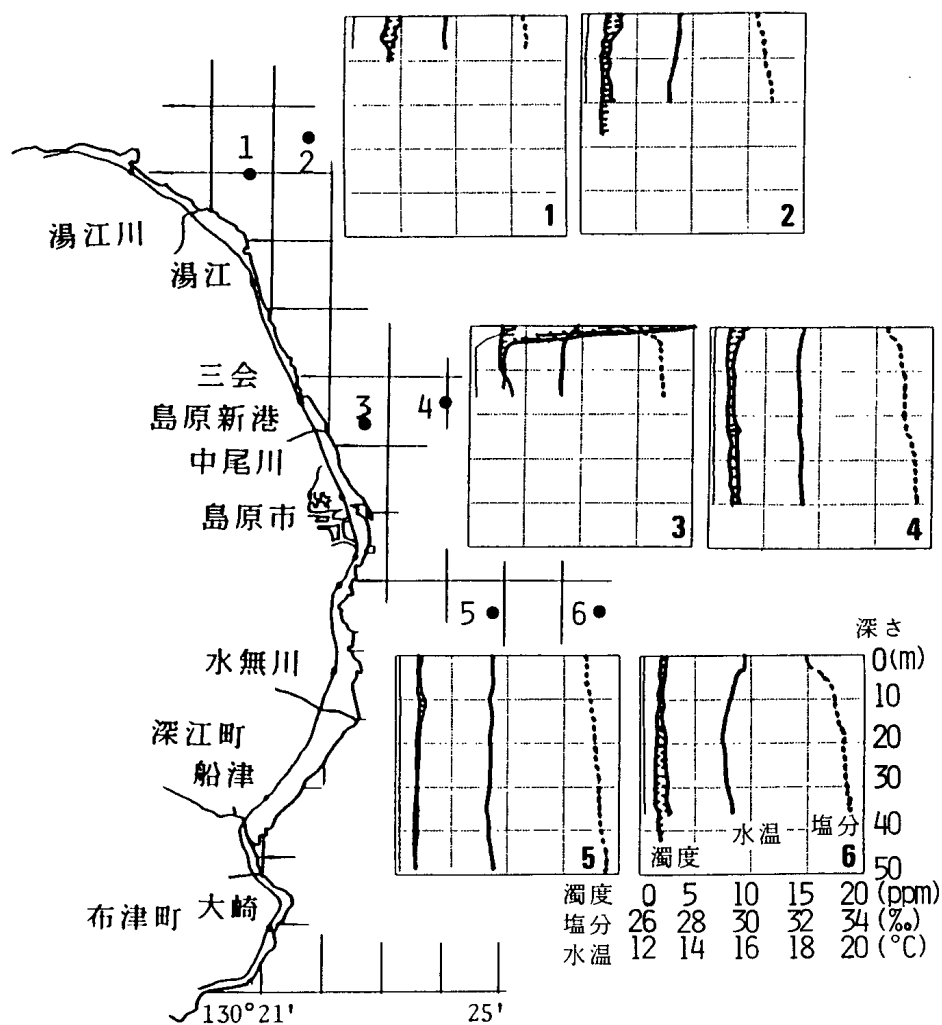 1
2
1
2
湯江川
湯江
三会
島原新港
中尾川
島原市
3
4
3
4
5
6
水無川
深江町
船津
大崎
布津町
深さ
0(m)
10
20
30
40
50
5
濁度
水温
塩分
6
濁度 0 5 10 15 20 (ppm)
塩分 26 28 30 32 34 (‰)
水温 12 14 16 18 20 (°C)
130°21' 25'